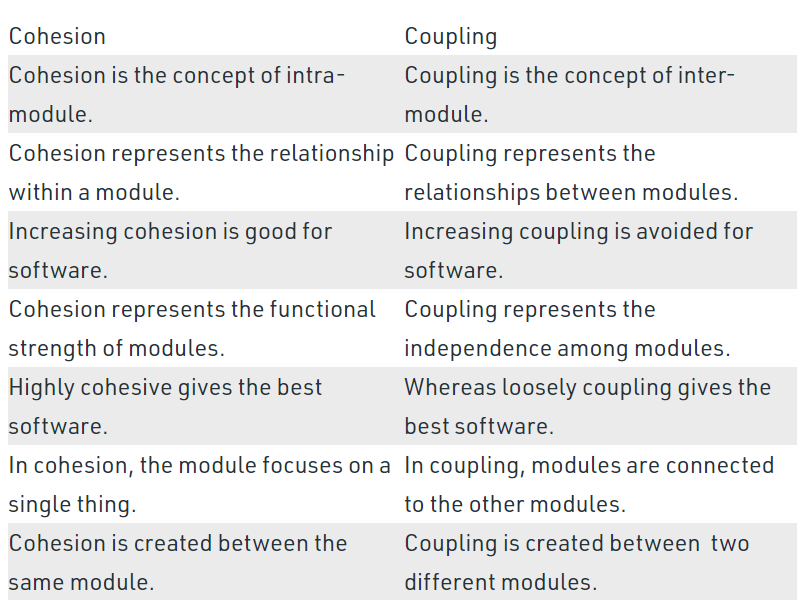 Cohesion
Coupling
Cohesion is the concept of intra-
module.
Coupling is the concept of inter-
module.
Cohesion represents the relationship
within a module.
Coupling represents the
relationships between modules.
Increasing cohesion is good for
software.
Increasing coupling is avoided for
software.
Cohesion represents the functional
strength of modules.
Coupling represents the
independence among modules.
Highly cohesive gives the best
software.
Whereas loosely coupling gives the
best software.
In cohesion, the module focuses on a
single thing.
In coupling, modules are connected
to the other modules.
Cohesion is created between the
same module.
Coupling is created between  two
different modules.